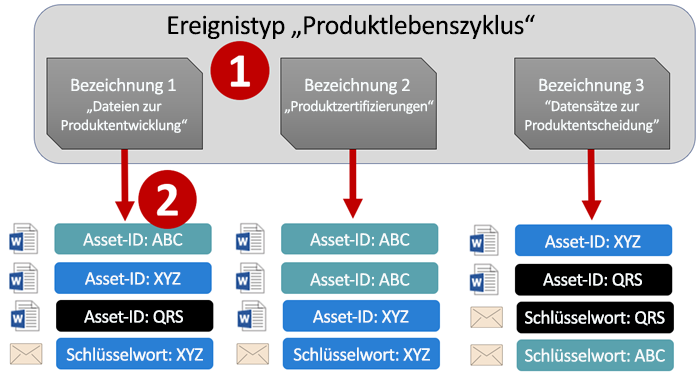 Ereignistyp „Produktlebenszyklus“
1
Bezeichnung 1
„Dateien zur
Produktentwicklung“
Bezeichnung 2
„Produktzertifizierungen“
Bezeichnung 3
“Datensätze zur
Produktentscheidung”
2
W Asset-ID: ABC
W Asset-ID: XYZ
W Asset-ID: QRS
Schlüsselwort: XYZ
W Asset-ID: ABC
W Asset-ID: ABC
W Asset-ID: XYZ
Schlüsselwort: XYZ
W Asset-ID: XYZ
W Asset-ID: QRS
Schlüsselwort: QRS
Schlüsselwort: ABC